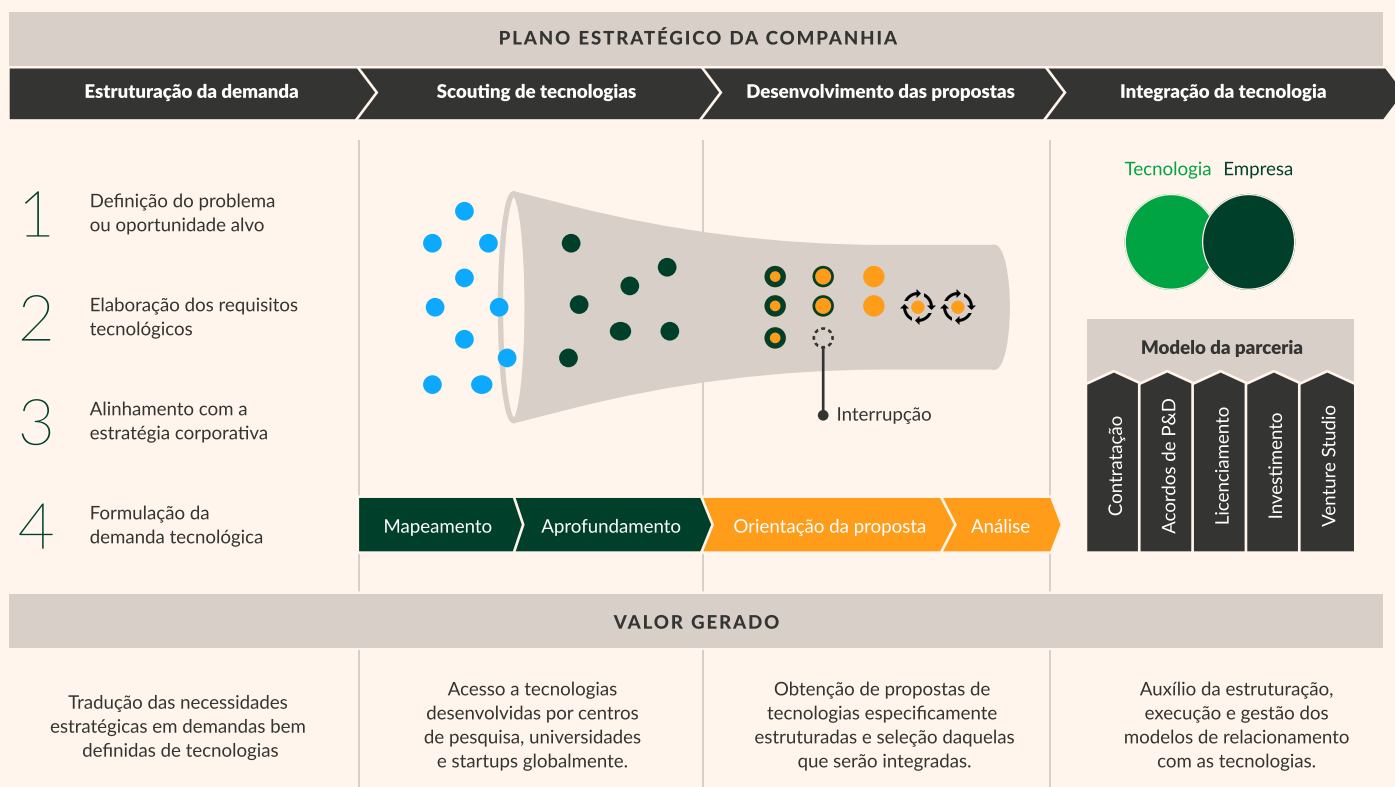 PLANO ESTRATÉGICO DA COMPANHIA
Estruturação da demanda
Scouting de tecnologias
Desenvolvimento das propostas
Integração da tecnologia
1
Definição do problema
ou oportunidade alvo
2
Elaboração dos requisitos
tecnológicos
3
Alinhamento com a
estratégia corporativa
4
Formulação da
demanda tecnológica
Interrupção
Mapeamento
Aprofundamento
Orientação da proposta
Análise
Tecnologia
Empresa
Modelo da parceria
Contratação
Acordos de P&D
Licenciamento
Investimento
Venture Studio
VALOR GERADO
Tradução das necessidades
estratégicas em demandas bem
definidas de tecnologias
Acesso a tecnologias
desenvolvidas por centros
de pesquisa, universidades
e startups globalmente.
Obtenção de propostas de
tecnologias especificamente
estruturadas e seleção daquelas
que serão integradas.
Auxílio da estruturação,
execução e gestão dos
modelos de relacionamento
com as tecnologias.